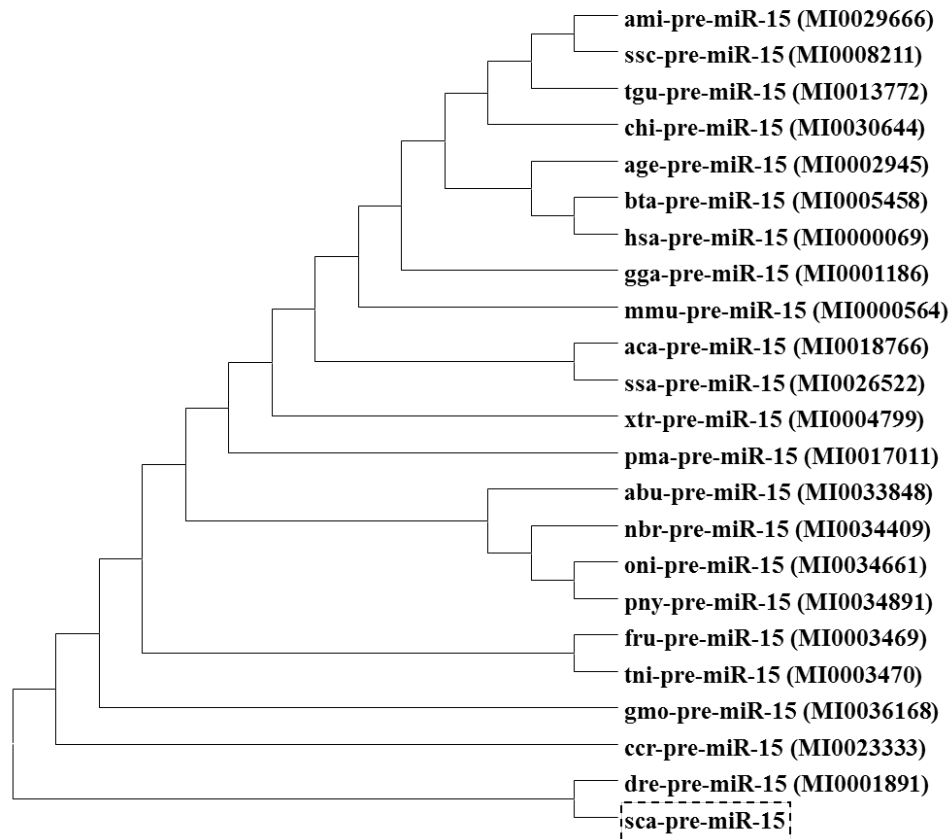 ami-pre-miR-15 (MI0029666)
ssc-pre-miR-15 (MI0008211)
tgu-pre-miR-15 (MI0013772)
chi-pre-miR-15 (MI0030644)
age-pre-miR-15 (MI0002945)
bta-pre-miR-15 (MI0005458)
hsa-pre-miR-15 (MI0000069)
gga-pre-miR-15 (MI0001186)
mmu-pre-miR-15 (MI0000564)
aca-pre-miR-15 (MI0018766)
ssa-pre-miR-15 (MI0026522)
xtr-pre-miR-15 (MI0004799)
pma-pre-miR-15 (MI0017011)
abu-pre-miR-15 (MI0033848)
nbr-pre-miR-15 (MI0034409)
oni-pre-miR-15 (MI0034661)
pny-pre-miR-15 (MI0034891)
fru-pre-miR-15 (MI0003469)
tni-pre-miR-15 (MI0003470)
gmo-pre-miR-15 (MI0036168)
ccr-pre-miR-15 (MI0023333)
dre-pre-miR-15 (MI0001891)
sca-pre-miR-15